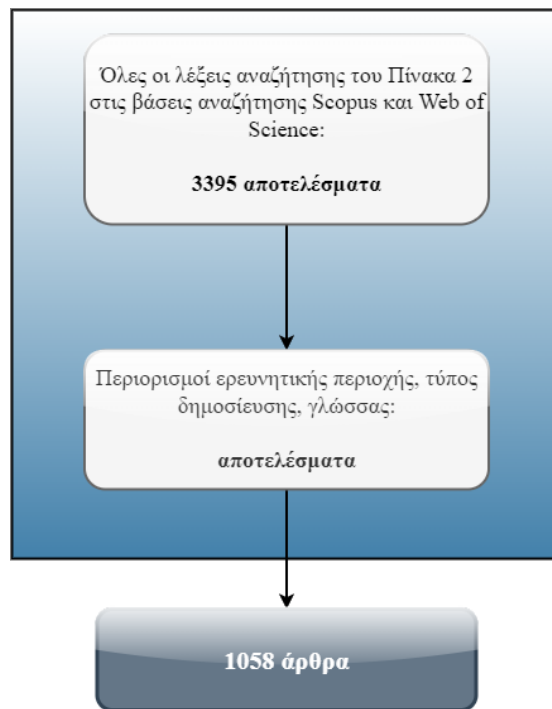 Όλες οι λέξεις αναζήτησης του Πίνακα 2
στις βάσεις αναζήτησης Scopus και Web of
Science:
3395 αποτελέσματα
Περιορισμοί ερευνητικής περιοχής, τύπος
δημοσίευσης, γλώσσας:
αποτελέσματα
1058 άρθρα